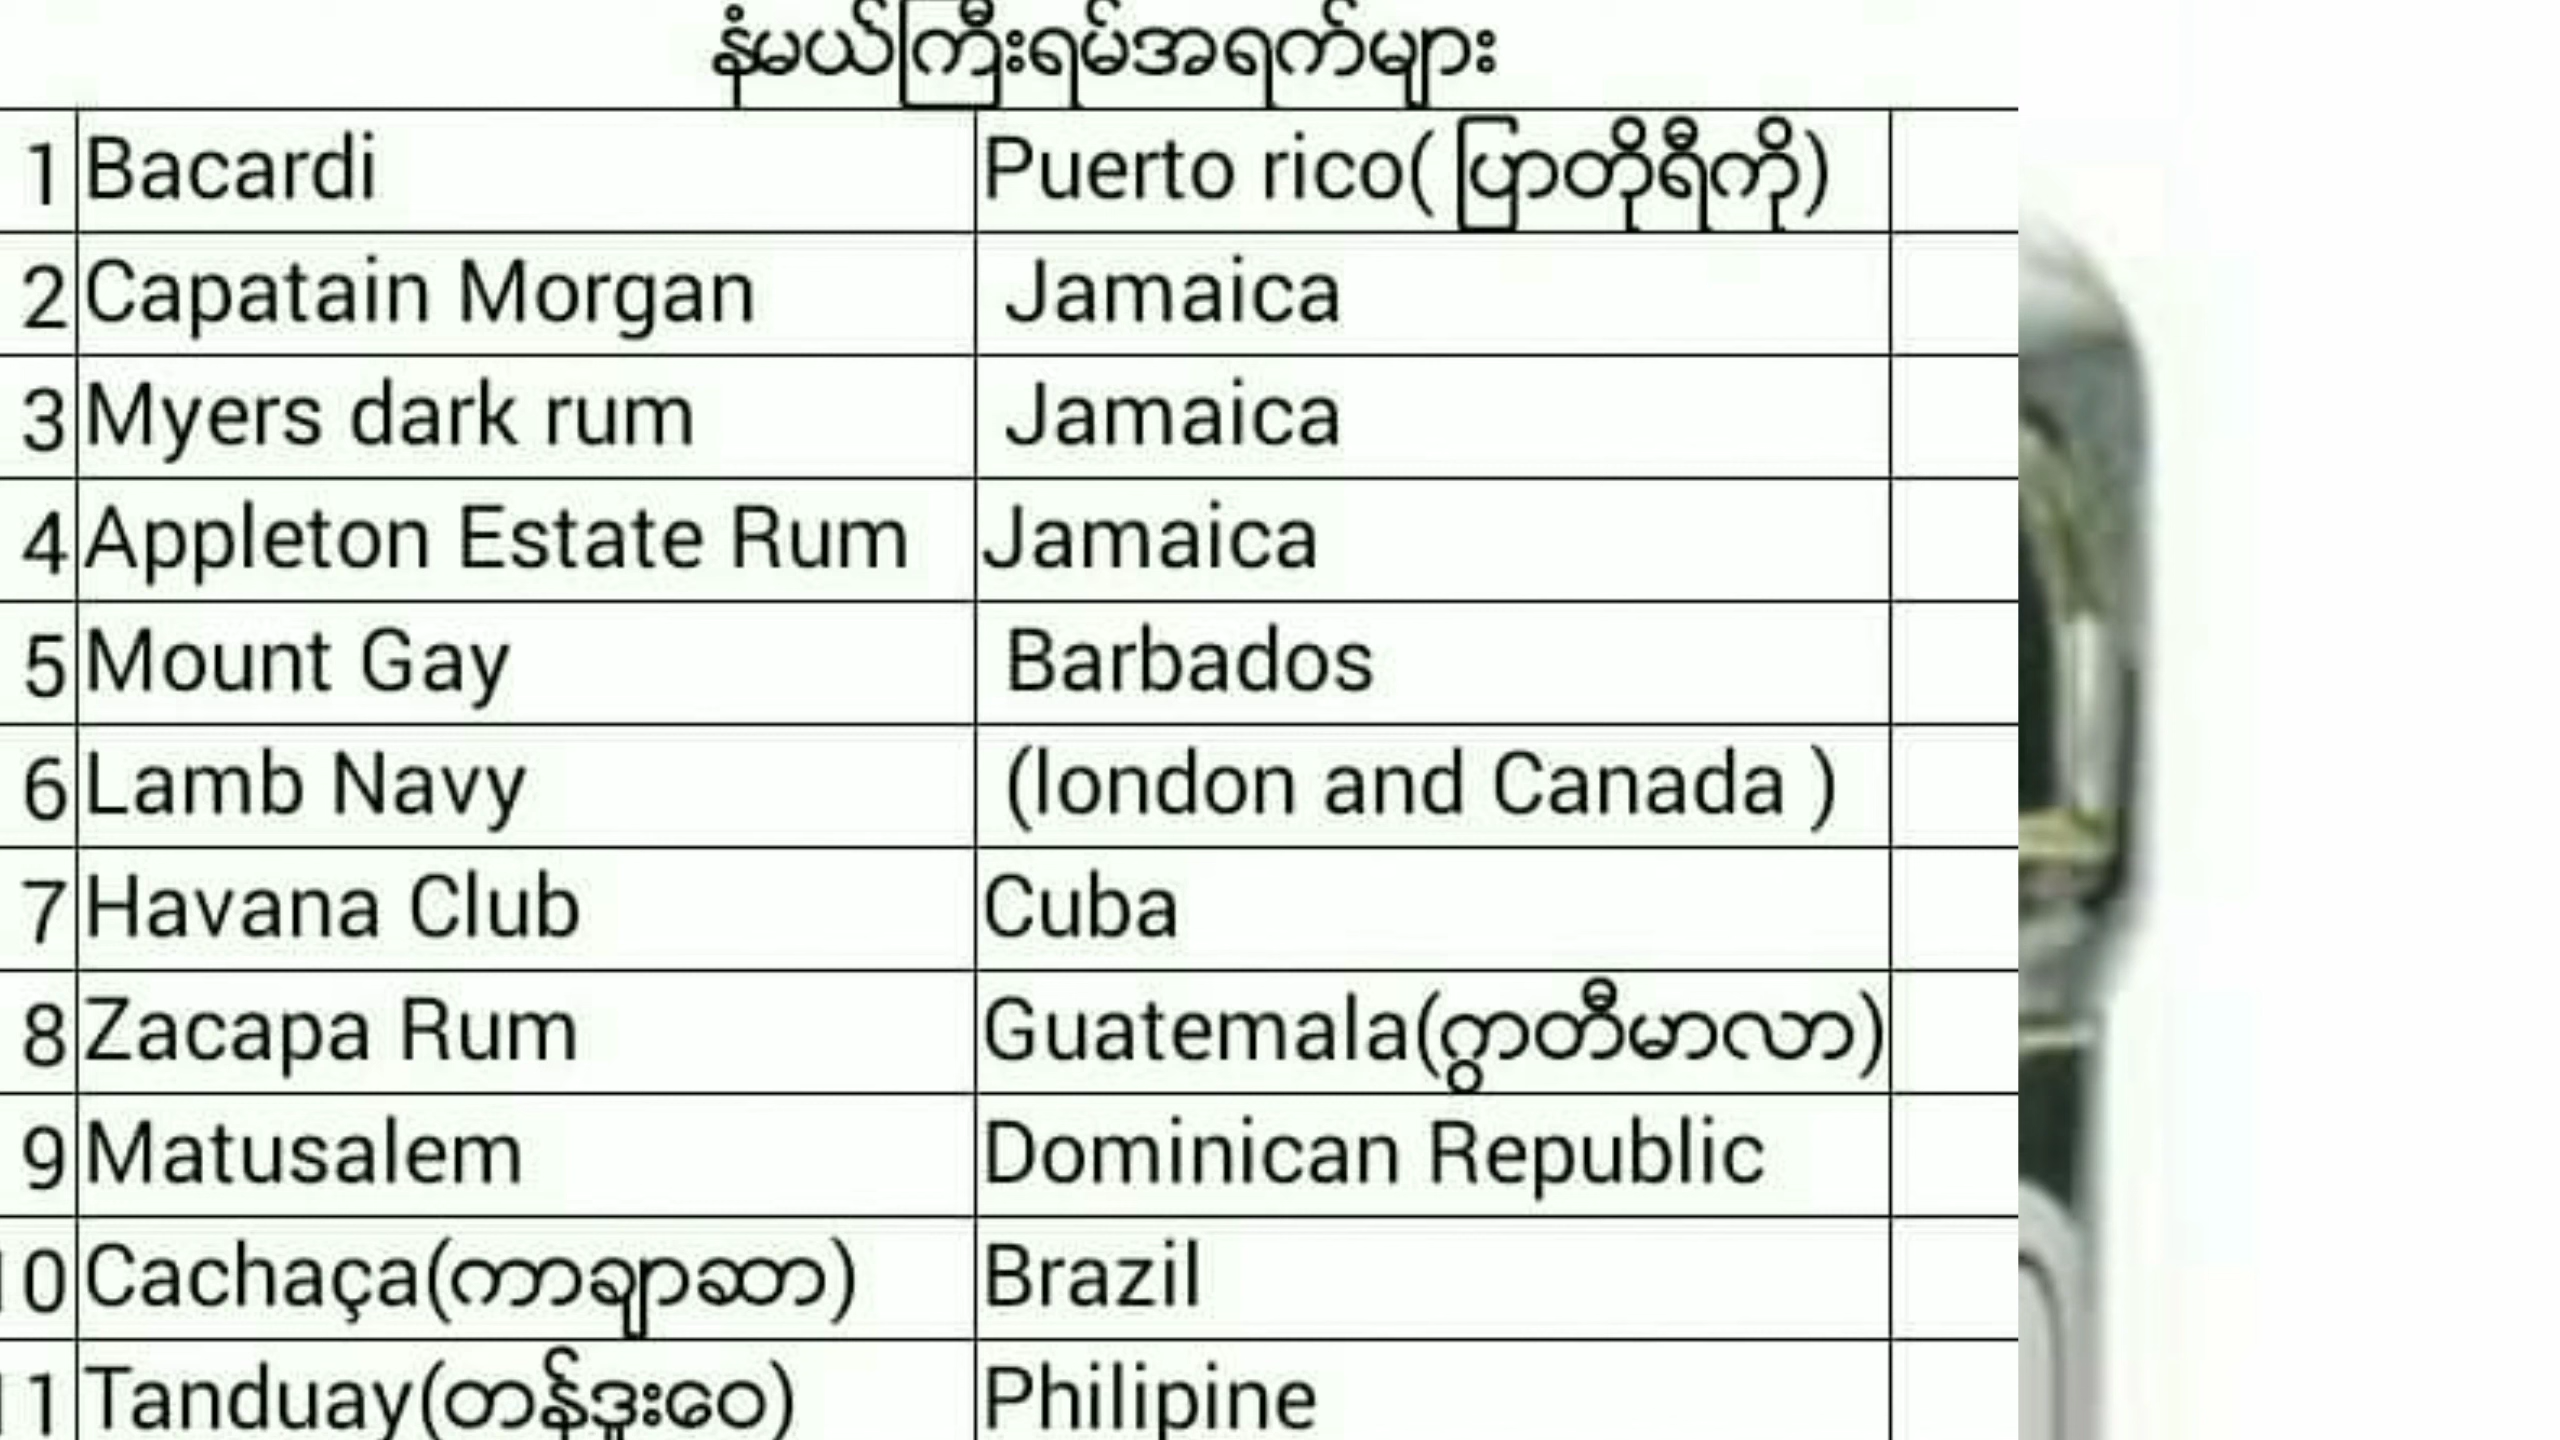 နံမယ်ကြီးရမ်အရက်များ
1 Bacardi Puerto rico( ပြာတိုရီကို)
2 Capatain Morgan Jamaica
3 Myers dark rum Jamaica
4 Appleton Estate Rum Jamaica
5 Mount Gay Barbados
6 Lamb Navy (london and Canada )
7 Havana Club Cuba
8 Zacapa Rum Guatemala(ဂွာတီမာလာ)
9 Matusalem Dominican Republic
10 Cachaça(ကာချာဆာ) Brazil
11 Tanduay(တန်ဒူးဝေ) Philipine